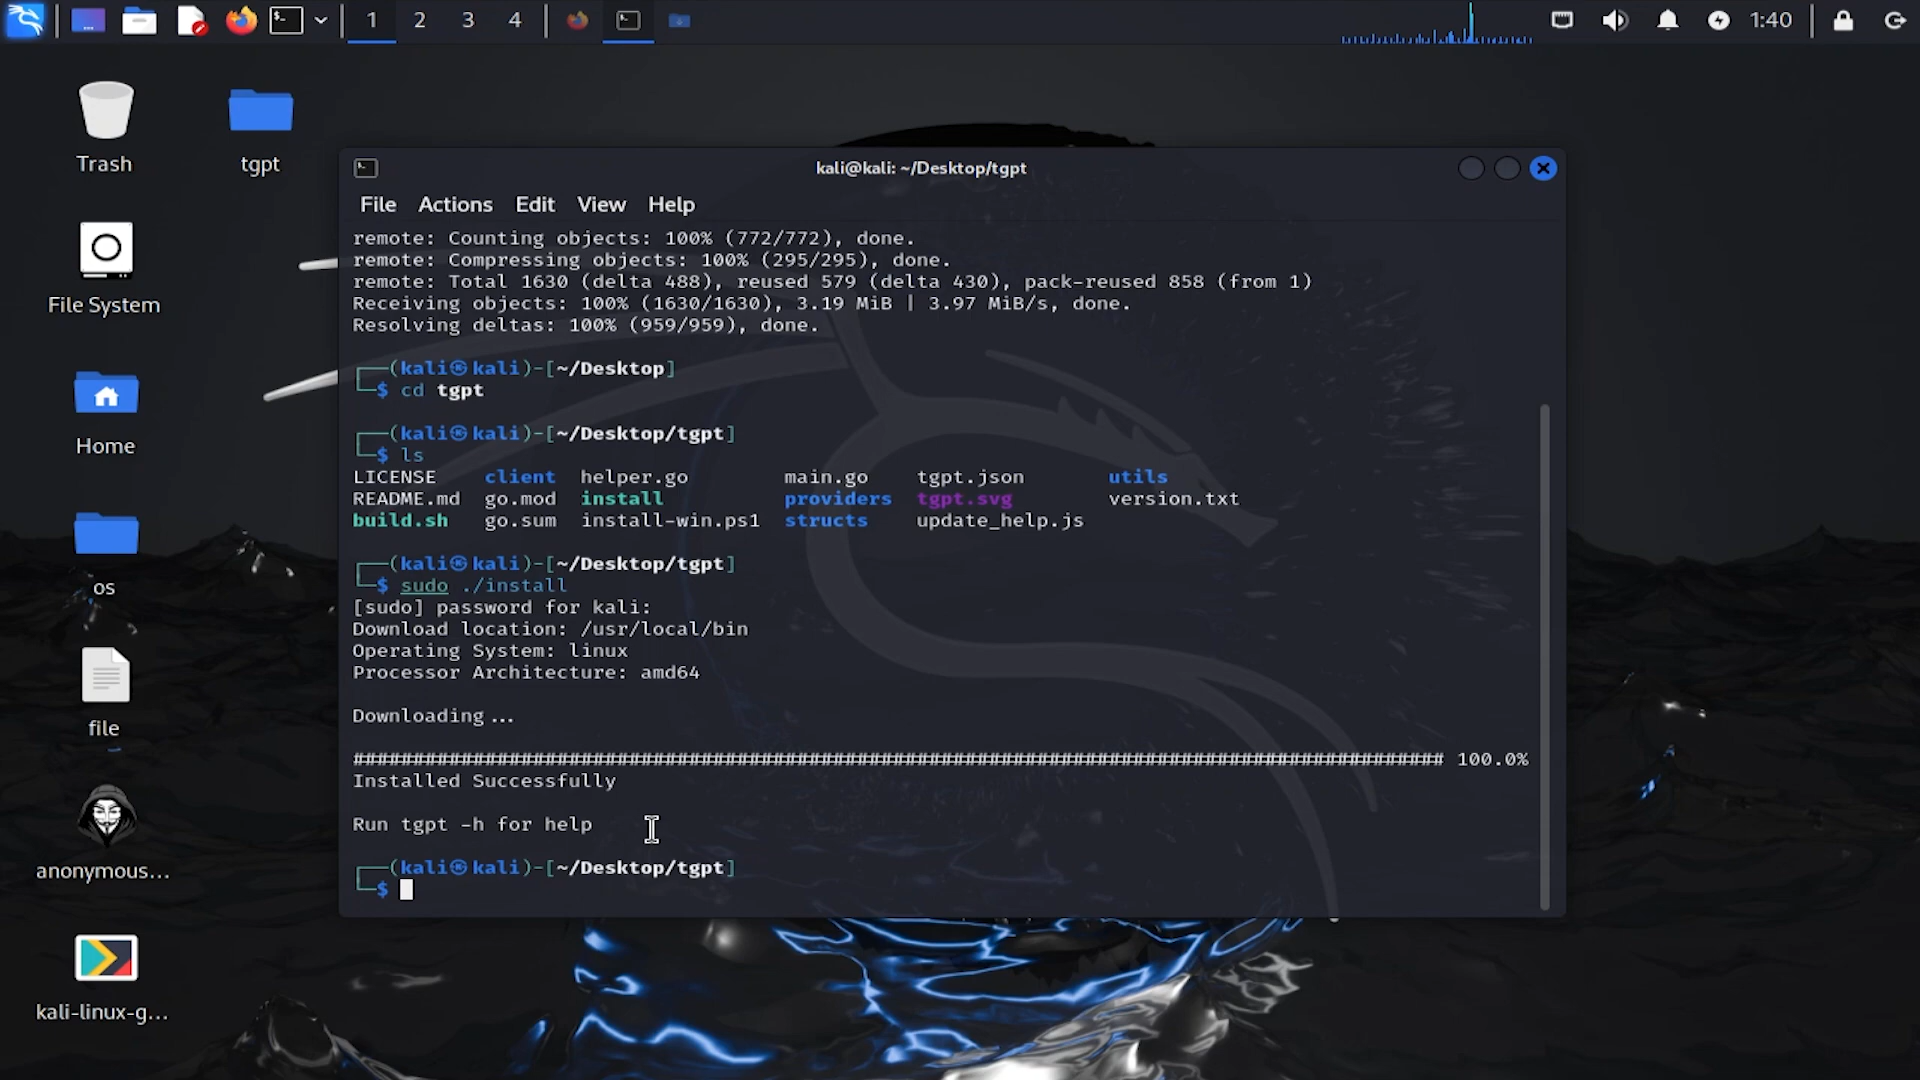 1 2 3 4
1:40
Trash
tgpt
File System
Home
os
file
anonymous...
kali-linux-g...
kali@kali: ~/Desktop/tgpt
File Actions Edit View Help
remote: Counting objects: 100% (772/772), done.
remote: Compressing objects: 100% (295/295), done.
remote: Total 1630 (delta 488), reused 579 (delta 430), pack-reused 858 (from 1)
Receiving objects: 100% (1630/1630), 3.19 MiB | 3.97 MiB/s, done.
Resolving deltas: 100% (959/959), done.
┌──(kali㉿kali)-[~/Desktop]
└─$ cd tgpt
┌──(kali㉿kali)-[~/Desktop/tgpt]
└─$ ls
LICENSE client helper.go main.go tgpt.json utils
README.md go.mod install providers tgpt.svg version.txt
build.sh go.sum install-win.ps1 structs update_help.js
┌──(kali㉿kali)-[~/Desktop/tgpt]
└─$ sudo ./install
[sudo] password for kali:
Download location: /usr/local/bin
Operating System: linux
Processor Architecture: amd64
Downloading...
########################################################################################### 100.0%
Installed Successfully
Run tgpt -h for help
┌──(kali㉿kali)-[~/Desktop/tgpt]
└─$